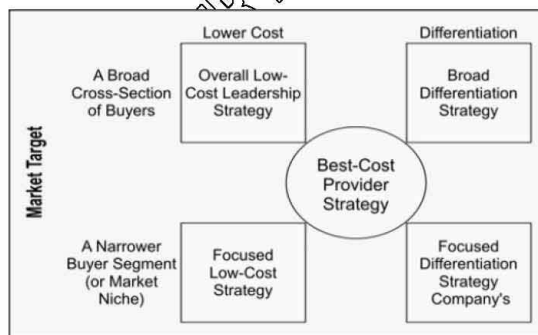 Lower Cost
Differentiation
A Broad
Cross-Section
of Buyers
Overall Low-
Cost Leadership
Strategy
Broad
Differentiation
Strategy
Market Target
Best-Cost
Provider
Strategy
A Narrower
Buyer Segment
(or Market
Niche)
Focused
Low-Cost
Strategy
Focused
Differentiation
Strategy
Company's